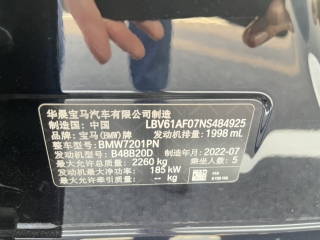 华晨宝马汽车有限公司制造
制造国：中国 LBV61AF07NS484925
品牌：宝马(BMW)牌 发动机排量：1998 mL
整车型号：BMW7201PN
发动机型号：B48B20D 制造年月：2022-07
最大允许总质量：2260 kg 乘坐人数：5
发动机最大净功率：185 kW
最大允许牵引质量：-- kg